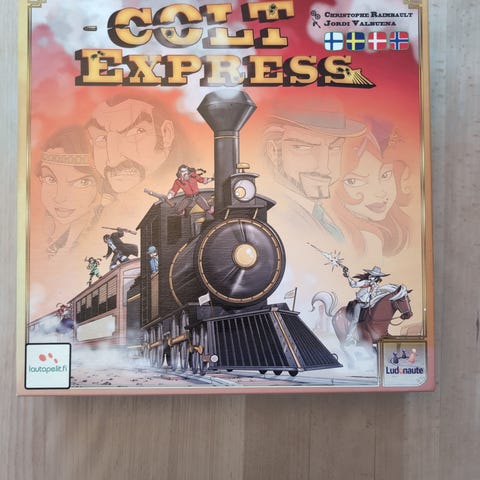 COLT
EXPRESS
CHRISTOPHE RAIMBAULT
JORDI VALBUENA
lautapelit.fi
Ludonaute